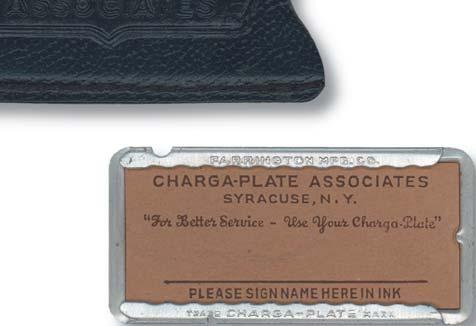 ASSOCIATES
FARRINGTON MFG. CO.
CHARGA-PLATE ASSOCIATES
SYRACUSE, N. Y.
"For Better Service - Use Your Charga-Plate"
PLEASE SIGN NAME HERE IN INK
TRADE CHARGA-PLATE MARK